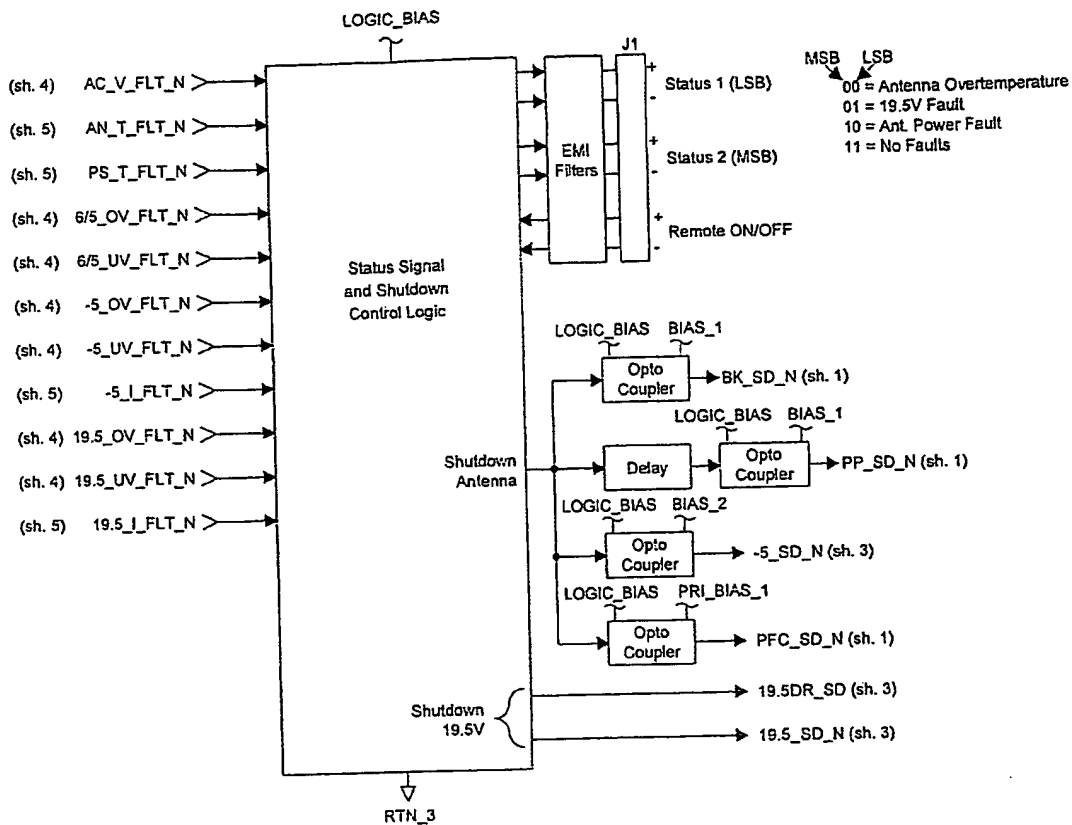 LOGIC_BIAS
(sh. 4) AC_V_FLT_N
(sh. 5) AN_T_FLT_N
(sh. 5) PS_T_FLT_N
(sh. 4) 6/5_OV_FLT_N
(sh. 4) 6/5_UV_FLT_N
(sh. 4) -5_OV_FLT_N
(sh. 4) -5_UV_FLT_N
(sh. 5) -5_I_FLT_N
(sh. 4) 19.5_OV_FLT_N
(sh. 4) 19.5_UV_FLT_N
(sh. 5) 19.5_I_FLT_N
Status Signal
and Shutdown
Control Logic
Shutdown
Antenna
Shutdown
19.5V
RTN_3
EMI
Filters
J1
+
Status 1 (LSB)
-
+
Status 2 (MSB)
-
+
Remote ON/OFF
-
MSB LSB
00 = Antenna Overtemperature
01 = 19.5V Fault
10 = Ant. Power Fault
11 = No Faults
LOGIC_BIAS BIAS_1
Opto
Coupler
BK_SD_N (sh. 1)
LOGIC_BIAS BIAS_1
Delay
Opto
Coupler
PP_SD_N (sh. 1)
LOGIC_BIAS BIAS_2
Opto
Coupler
-5_SD_N (sh. 3)
LOGIC_BIAS PRI_BIAS_1
Opto
Coupler
PFC_SD_N (sh. 1)
19.5DR_SD (sh. 3)
19.5_SD_N (sh. 3)